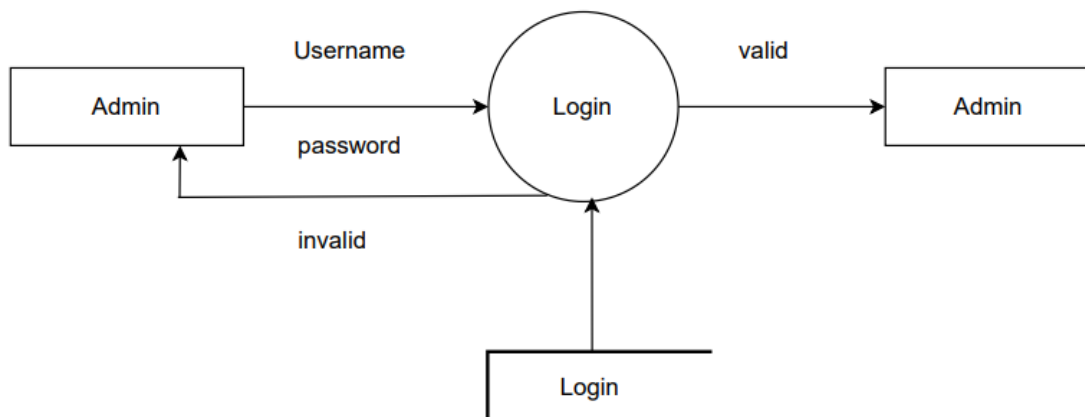 Username
valid
Admin
Login
Admin
password
invalid
Login